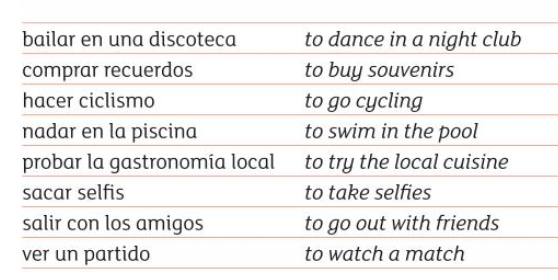 bailar en una discoteca to dance in a night club
comprar recuerdos to buy souvenirs
hacer ciclismo to go cycling
nadar en la piscina to swim in the pool
probar la gastronomía local to try the local cuisine
sacar selfis to take selfies
salir con los amigos to go out with friends
ver un partido to watch a match